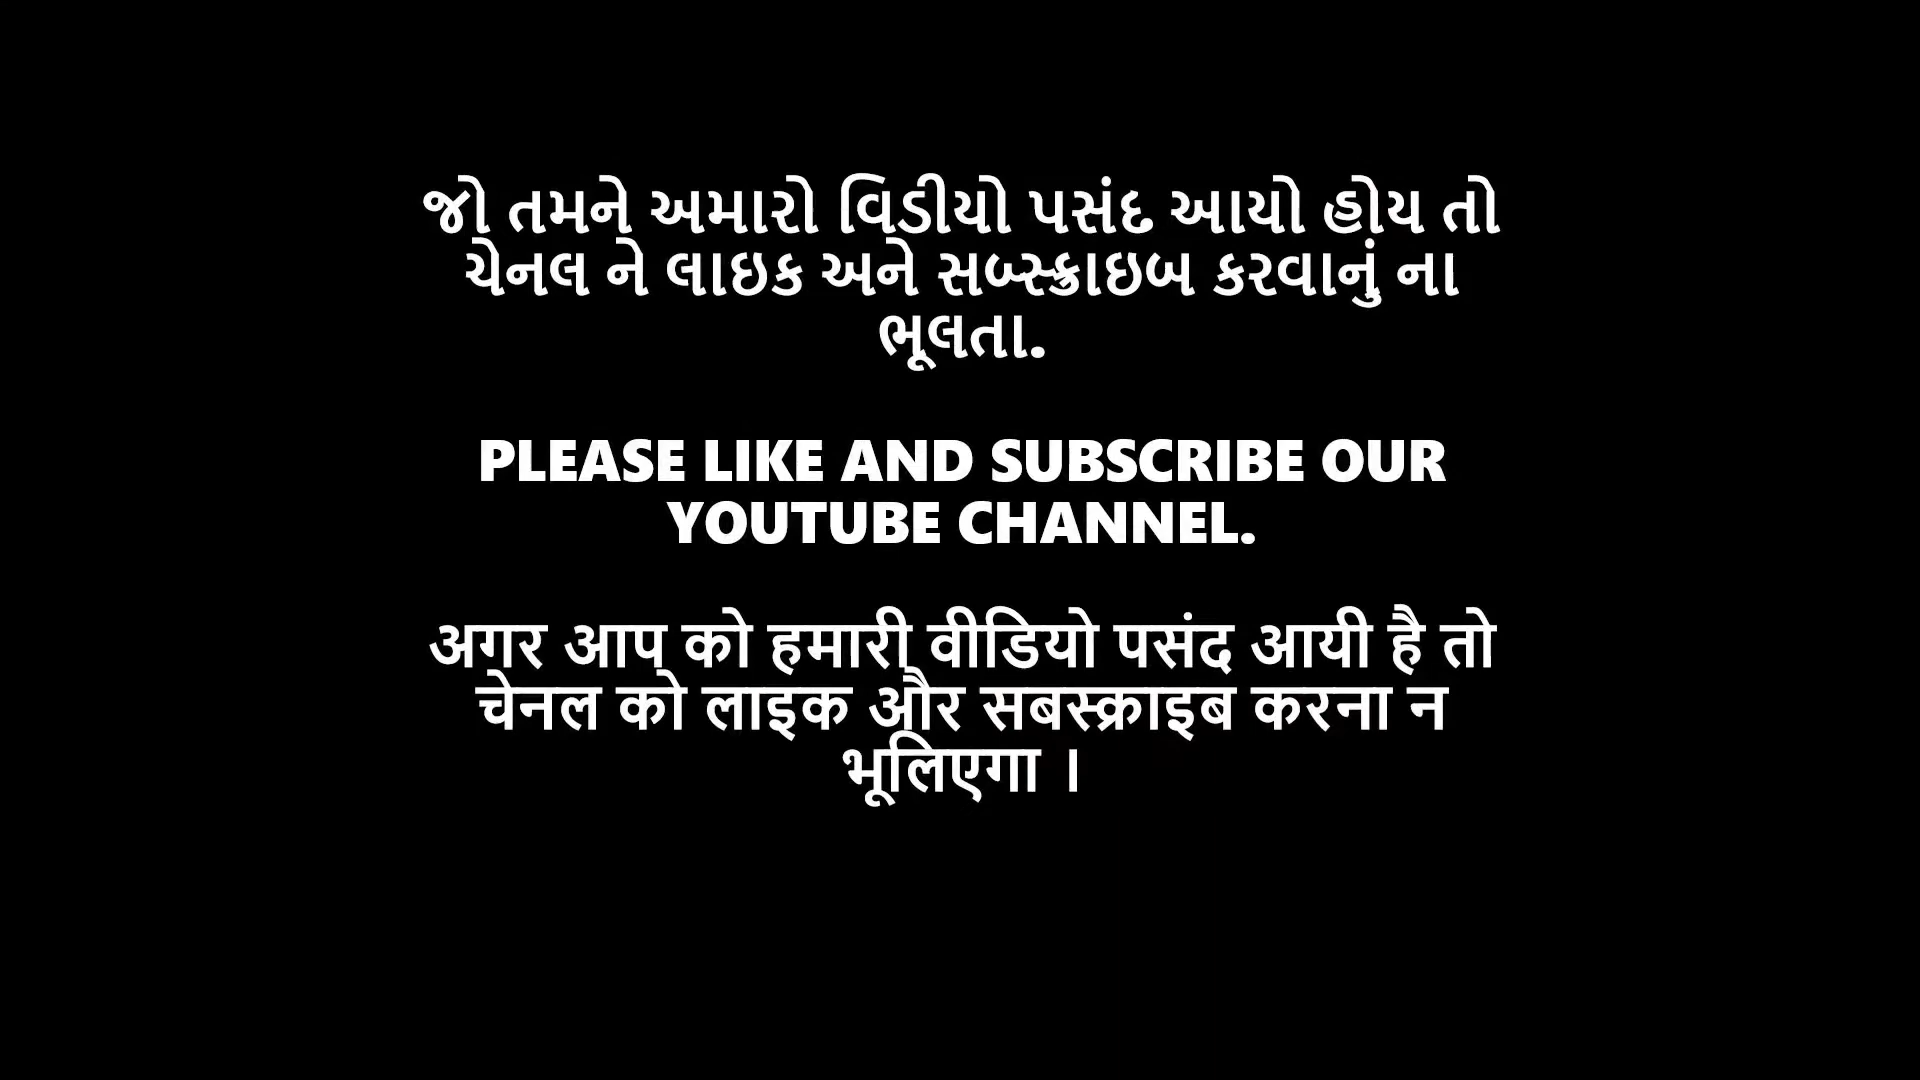 જો તમને અમારો વિડીયો પસંદ આયો હોય તો
ચેનલ ને લાઇક અને સબ્સ્ક્રાઇબ કરવાનું ના
ભૂલતા.
PLEASE LIKE AND SUBSCRIBE OUR
YOUTUBE CHANNEL.
अगर आप को हमारी वीडियो पसंद आयी है तो
चेनल को लाइक और सबस्क्राइब करना न
भूलिएगा ।